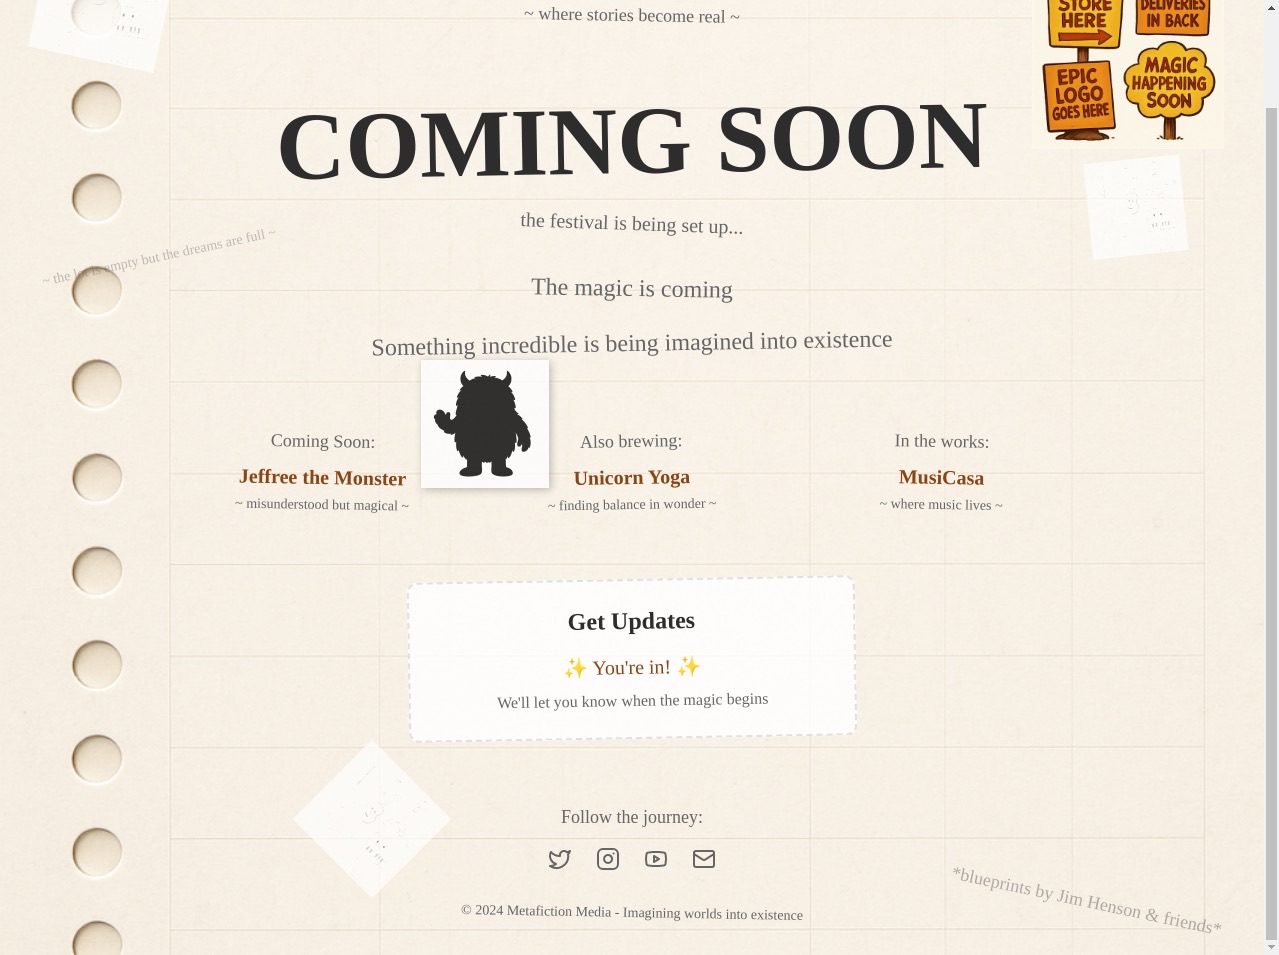 ~ where stories become real ~
STORE
HERE
DELIVERIES
IN BACK
EPIC
LOGO
GOES HERE
MAGIC
HAPPENING
SOON
COMING SOON
the festival is being set up...
~ the lot is empty but the dreams are full ~
The magic is coming
Something incredible is being imagined into existence
Coming Soon:
Jeffree the Monster
~ misunderstood but magical ~
Also brewing:
Unicorn Yoga
~ finding balance in wonder ~
In the works:
MusiCasa
~ where music lives ~
Get Updates
✨ You're in! ✨
We'll let you know when the magic begins
Follow the journey:
*blueprints by Jim Henson & friends*
© 2024 Metafiction Media - Imagining worlds into existence